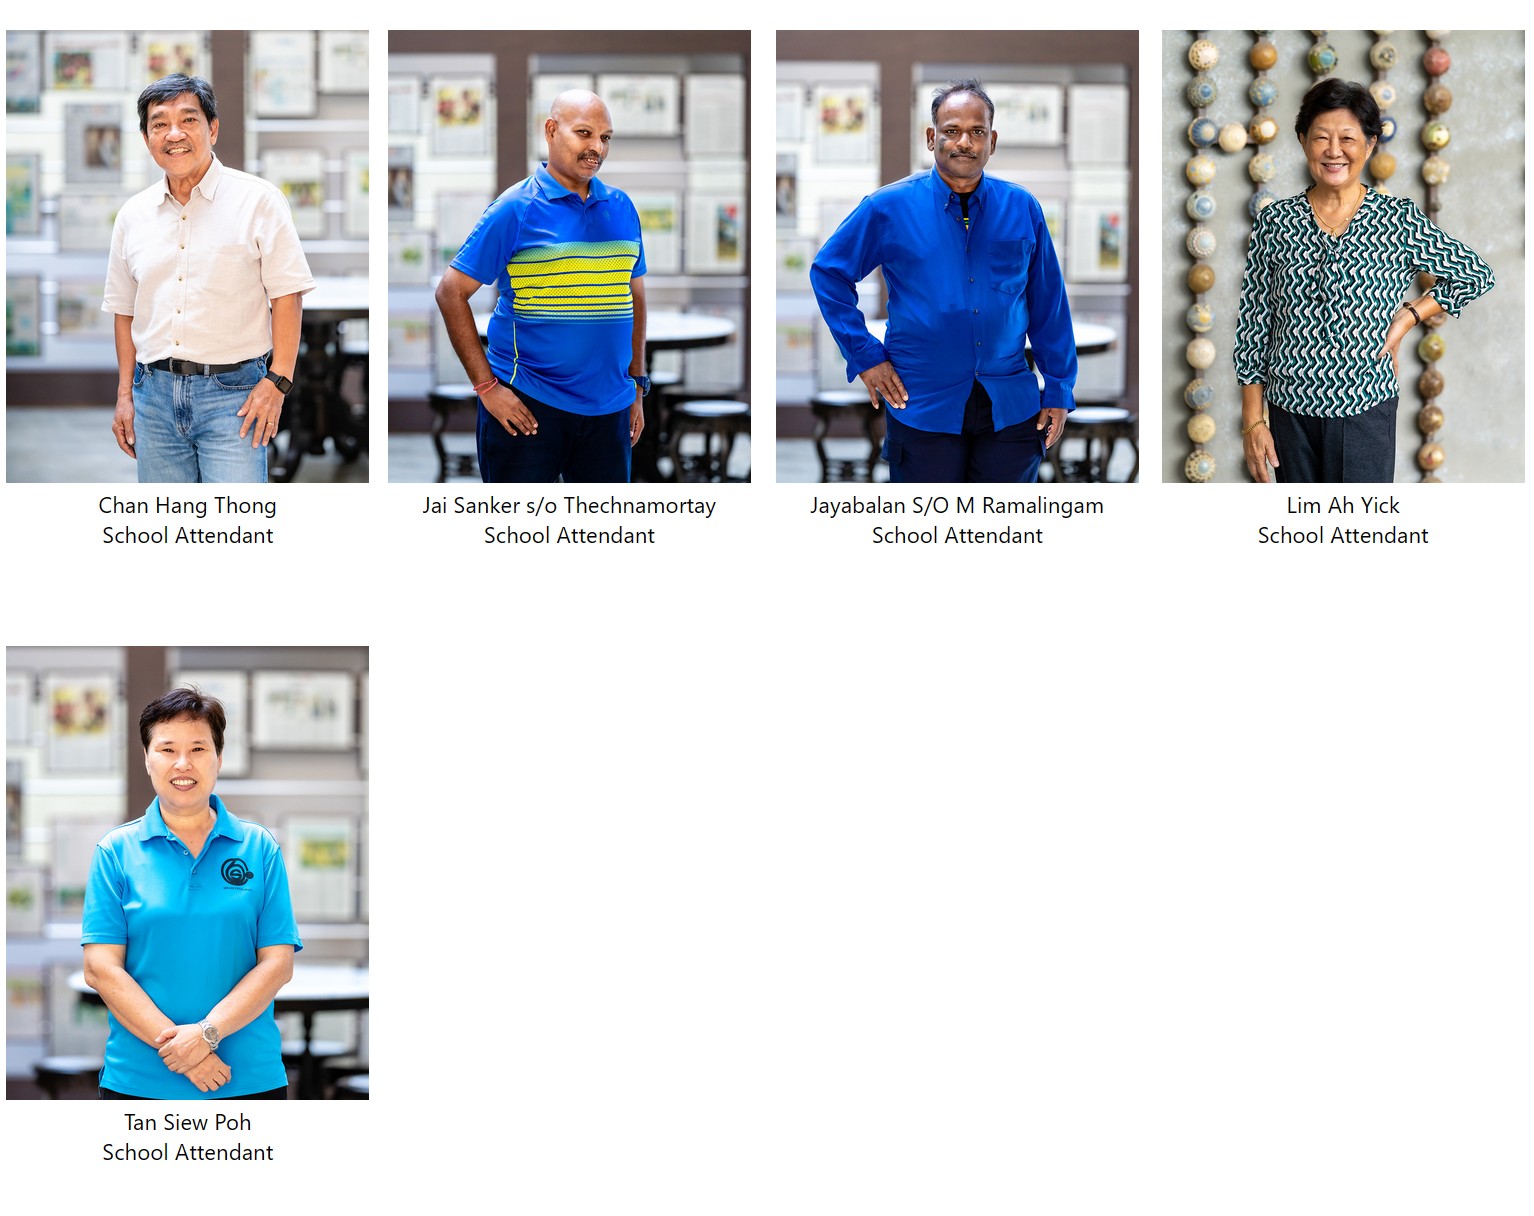 Chan Hang Thong
School Attendant
Jai Sanker s/o Thechnamortay
School Attendant
Jayabalan S/O M Ramalingam
School Attendant
Lim Ah Yick
School Attendant
Tan Siew Poh
School Attendant